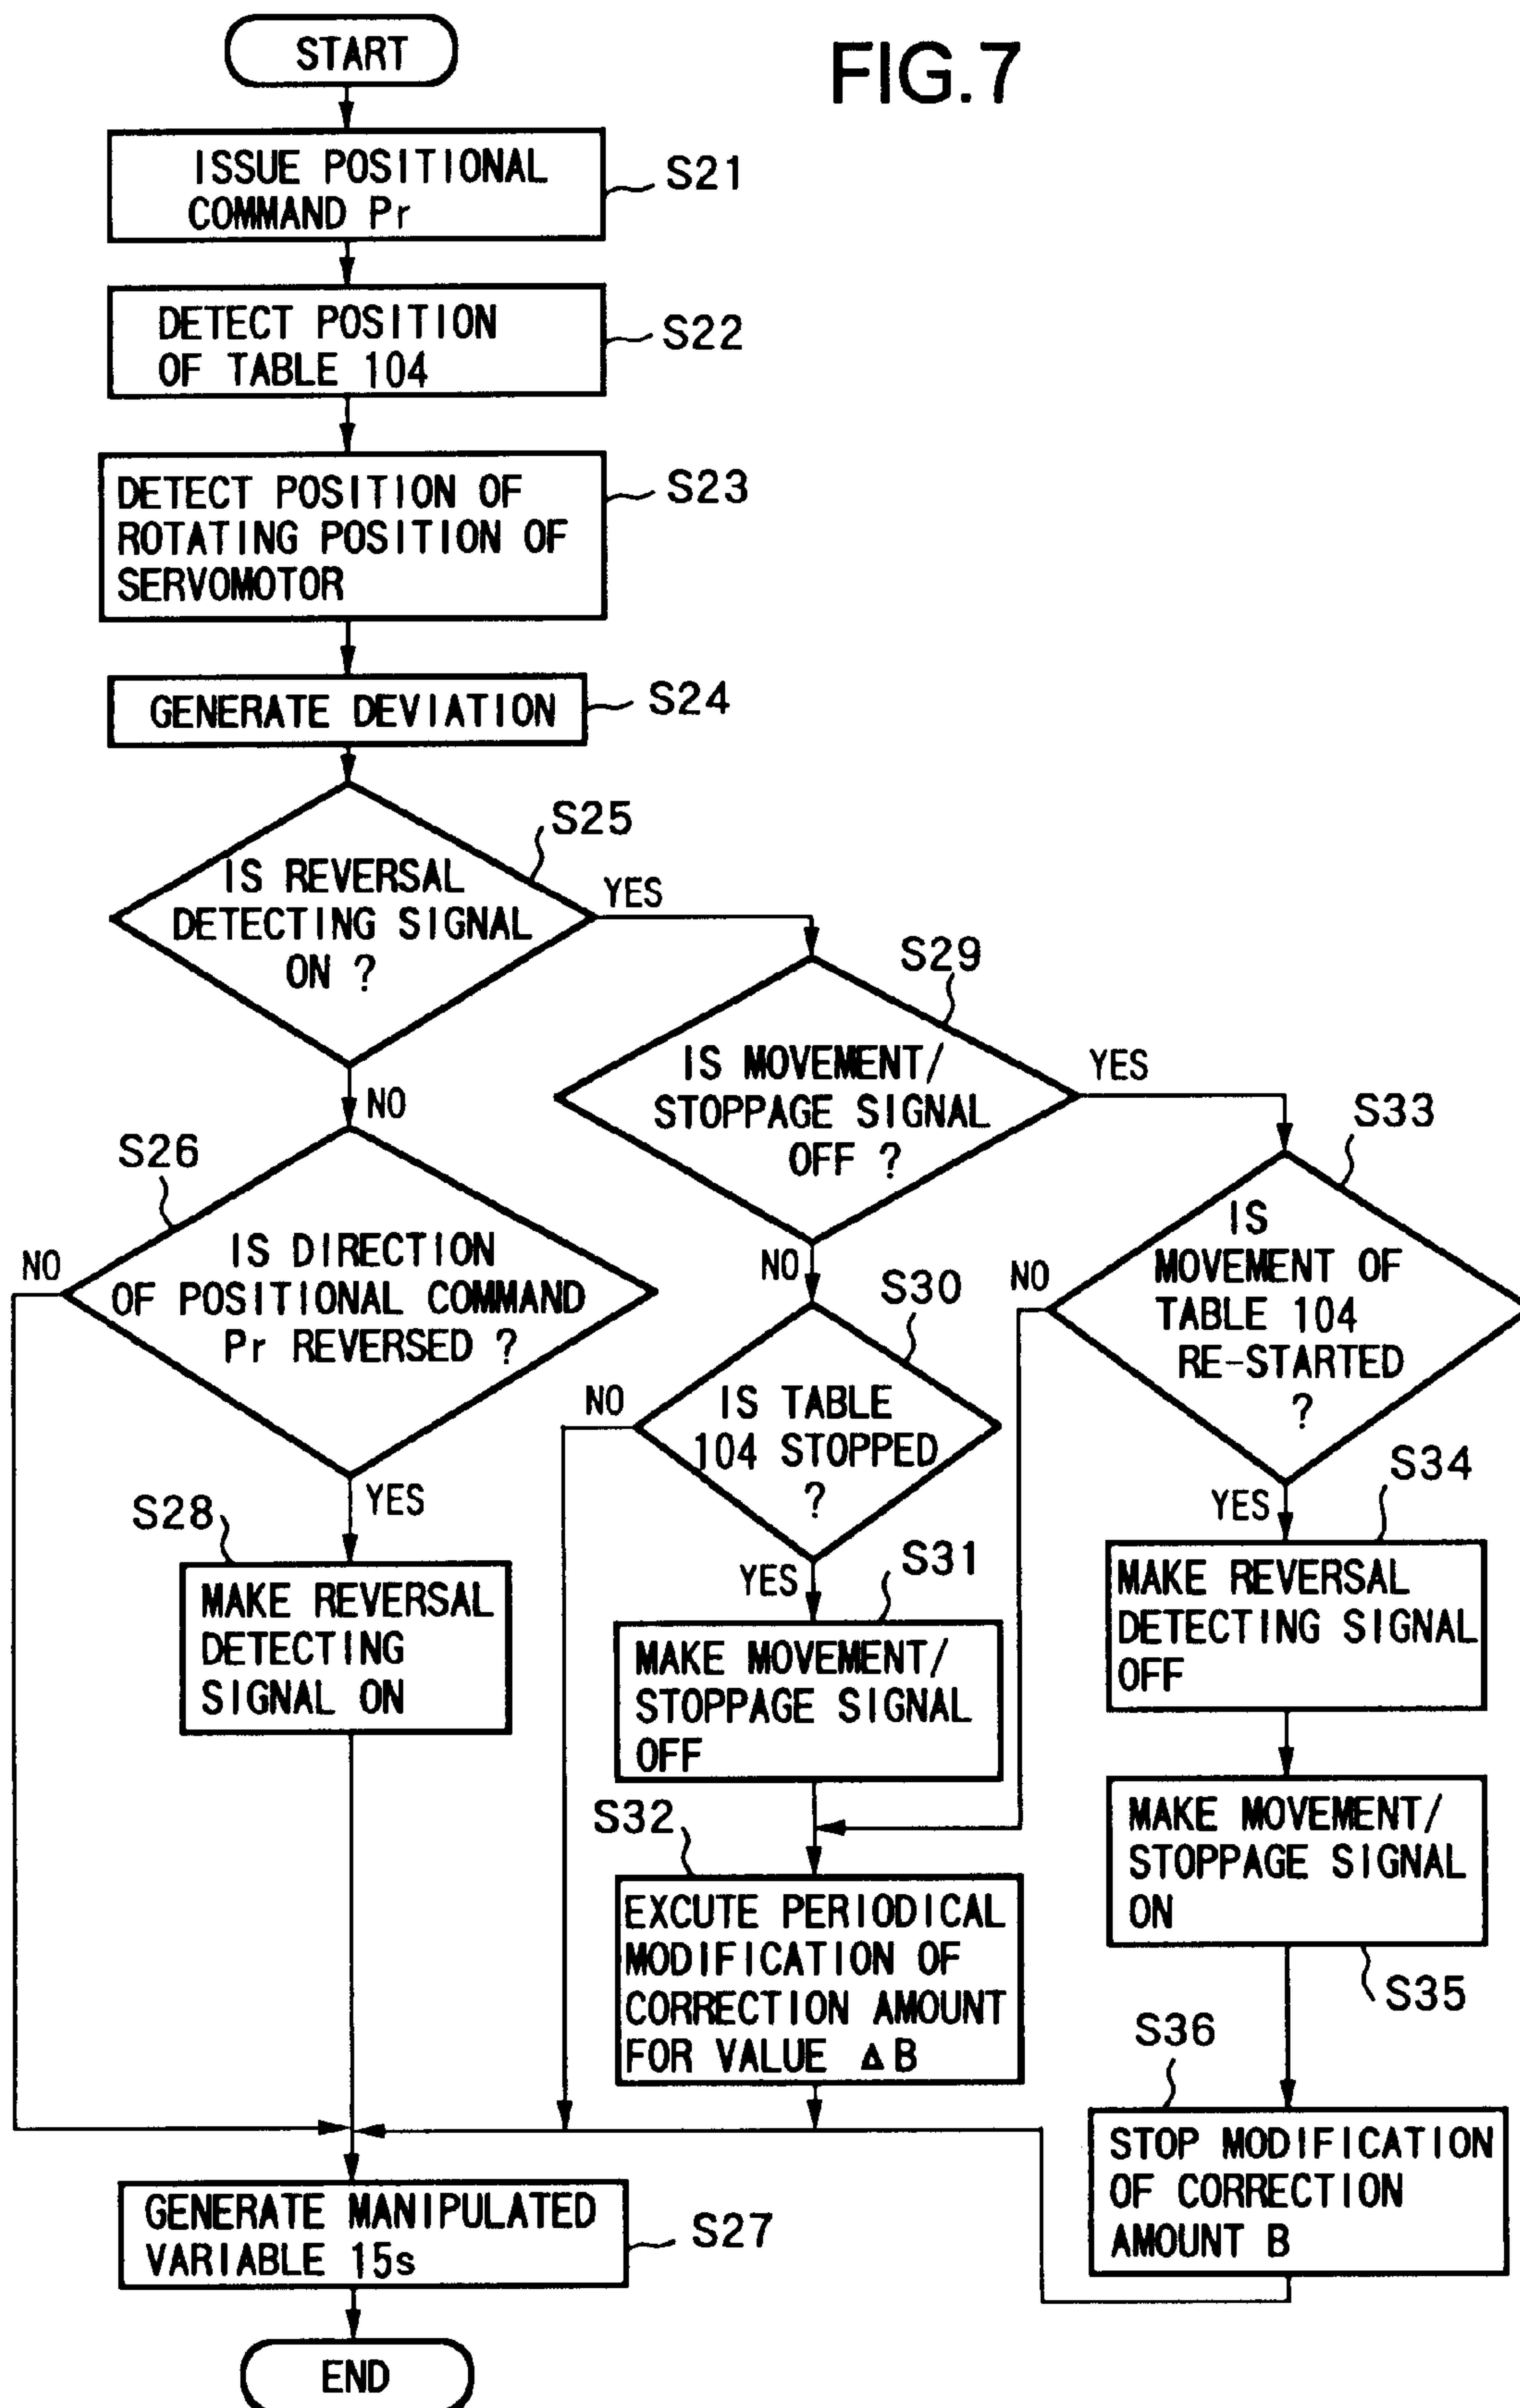 FIG.7
START
ISSUE POSITIONAL
COMMAND Pr
S21
DETECT POSITION
OF TABLE 104
S22
DETECT POSITION OF
ROTATING POSITION OF
SERVOMOTOR
S23
GENERATE DEVIATION
S24
S25
IS REVERSAL
DETECTING SIGNAL
ON ?
YES
NO
S29
IS MOVEMENT/
STOPPAGE SIGNAL
OFF ?
YES
NO
S26
IS DIRECTION
OF POSITIONAL COMMAND
Pr REVERSED ?
NO
YES
S33
IS
MOVEMENT OF
TABLE 104
RE-STARTED
?
NO
YES
S30
IS TABLE
104 STOPPED
?
NO
YES
S28
MAKE REVERSAL
DETECTING
SIGNAL ON
S31
MAKE MOVEMENT/
STOPPAGE SIGNAL
OFF
S34
MAKE REVERSAL
DETECTING SIGNAL
OFF
S32
EXCUTE PERIODICAL
MODIFICATION OF
CORRECTION AMOUNT
FOR VALUE ΔB
MAKE MOVEMENT/
STOPPAGE SIGNAL
ON
S35
S36
STOP MODIFICATION
OF CORRECTION
AMOUNT B
GENERATE MANIPULATED
VARIABLE 15s
S27
END